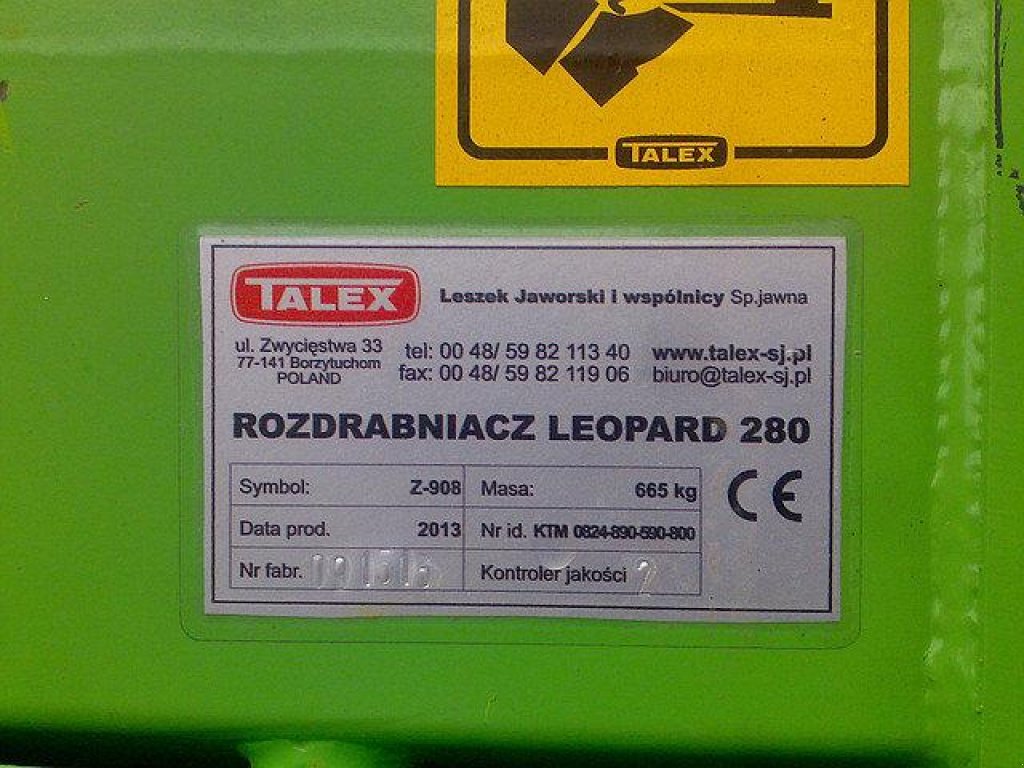 TALEX
TALEX
Leszek Jaworski i wspólnicy Sp.jawna
ul. Zwycięstwa 33
77-141 Borzytuchom
POLAND
tel: 00 48/ 59 82 113 40
fax: 00 48/ 59 82 119 06
www.talex-sj.pl
biuro@talex-sj.pl
ROZDRABNIACZ LEOPARD 280
Symbol: Z-908 Masa: 665 kg
Data prod. 2013 Nr id. KTM 0824-890-590-800
Nr fabr. Kontroler jakości 2
CE